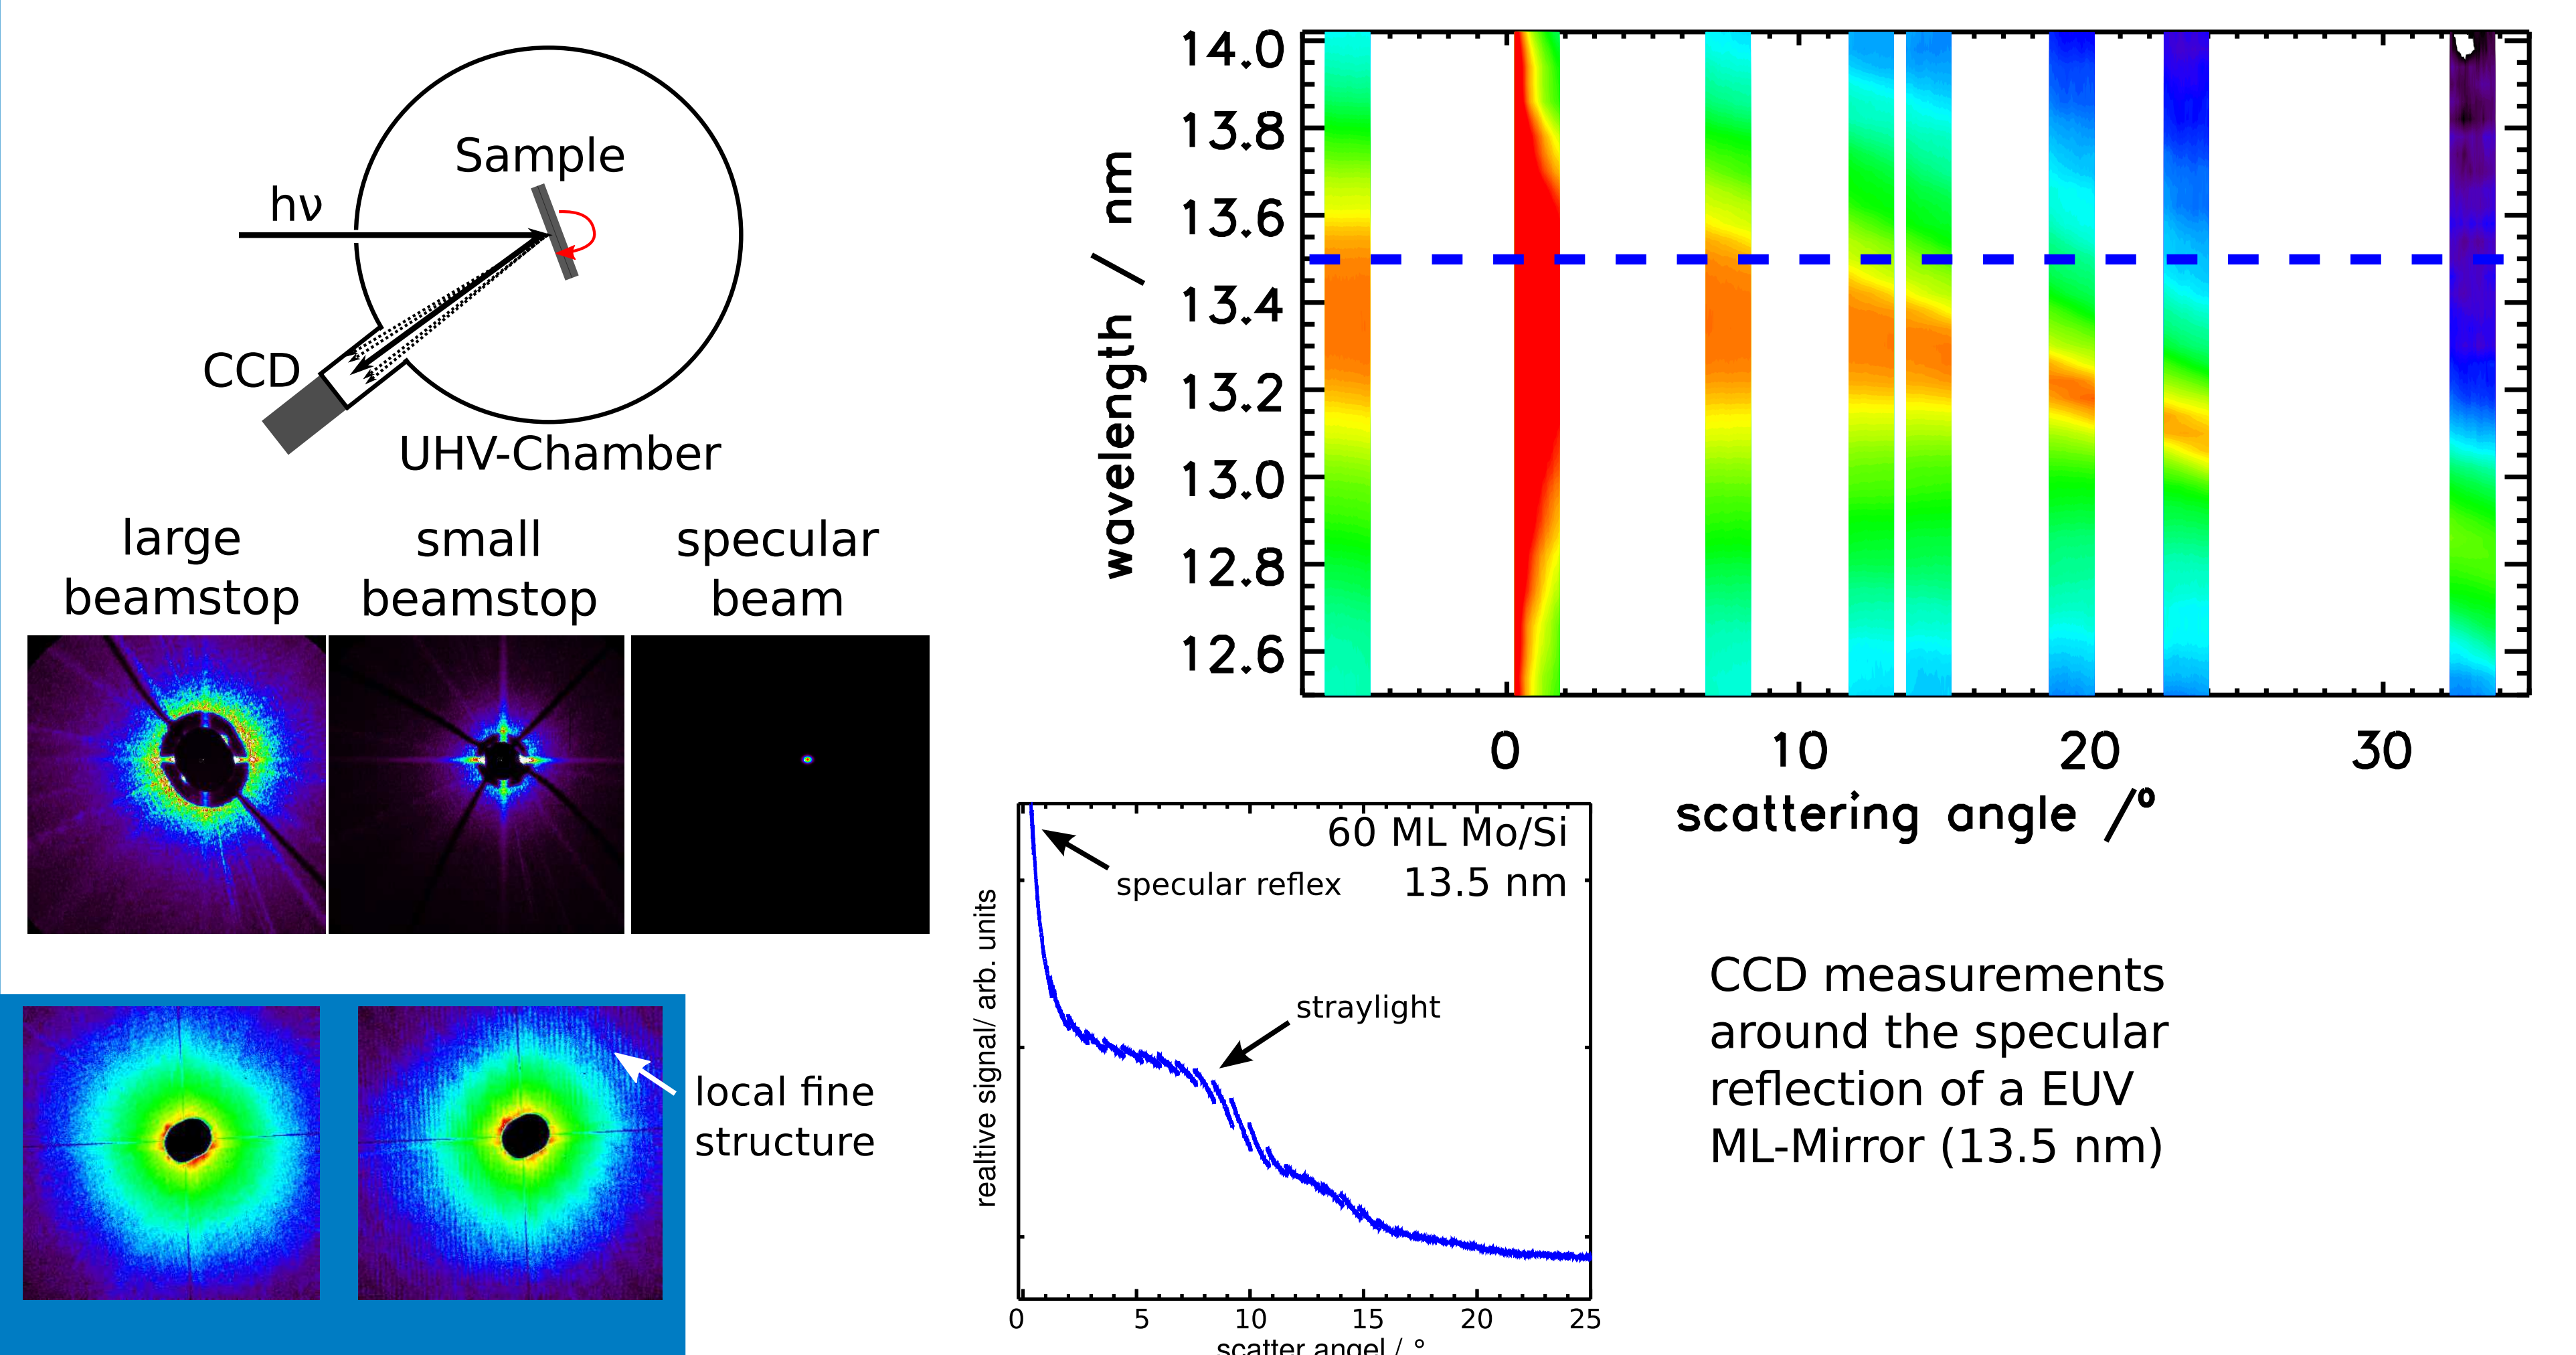 hν
Sample
CCD
UHV-Chamber
large
beamstop
small
beamstop
specular
beam
local fine
structure
14.0
13.8
13.6
13.4
13.2
13.0
12.8
12.6
wavelength / nm
0
10
20
30
scattering angle /°
60 ML Mo/Si
13.5 nm
specular reflex
straylight
realtive signal/ arb. units
0
5
10
15
20
25
scatter angel / °
CCD measurements
around the specular
reflection of a EUV
ML-Mirror (13.5 nm)